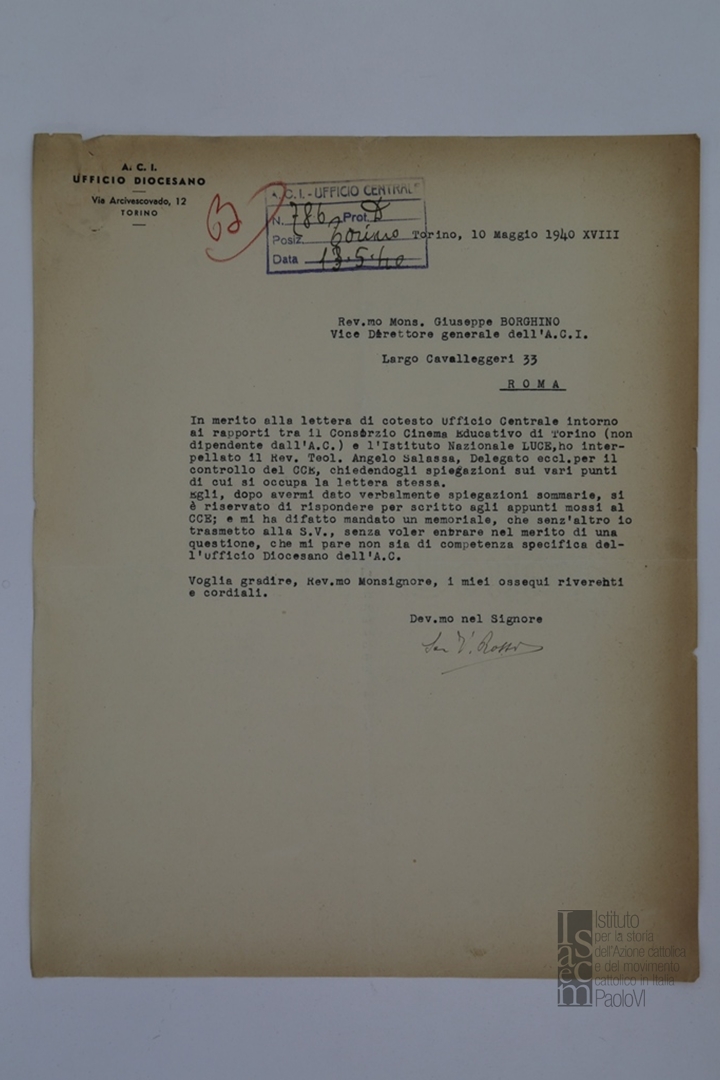 A. C. I.
UFFICIO DIOCESANO
Via Arcivescovado, 12
TORINO
B
A.C.I.-UFFICIO CENTRALE
N. 786 Prot. D
Posiz. Torino
Data 13.5.40
Torino, 10 Maggio 1940 XVIII
Rev.mo Mons. Giuseppe BORGHINO
Vice Direttore generale dell'A.C.I.
Largo Cavalleggeri 33
R O M A
In merito alla lettera di cotesto Ufficio Centrale intorno
ai rapporti tra il Consorzio Cinema Educativo di Torino (non
dipendente dall'A.C.) e l'Istituto Nazionale LUCE,ho inter-
pellato il Rev. Teol. Angelo Salassa, Delegato eccl.per il
controllo del CCE, chiedendogli spiegazioni sui vari punti
di cui si occupa la lettera stessa.
Egli, dopo avermi dato verbalmente spiegazioni sommarie, si
è riservato di rispondere per scritto agli appunti mossi al
CCE; e mi ha difatto mandato un memoriale, che senz'altro io
trasmetto alla S.V., senza voler enbrare nel merito di una
questione, che mi pare non sia di competenza specifica del-
l'Ufficio Diocesano dell'A.C.
Voglia gradire, Rev.mo Monsignore, i miei ossequi riverehti
e cordiali.
Dev.mo nel Signore
Rossi
Isacem
Istituto
per la storia
dell'Azione cattolica
e del movimento
cattolico in Italia
PaoloVI